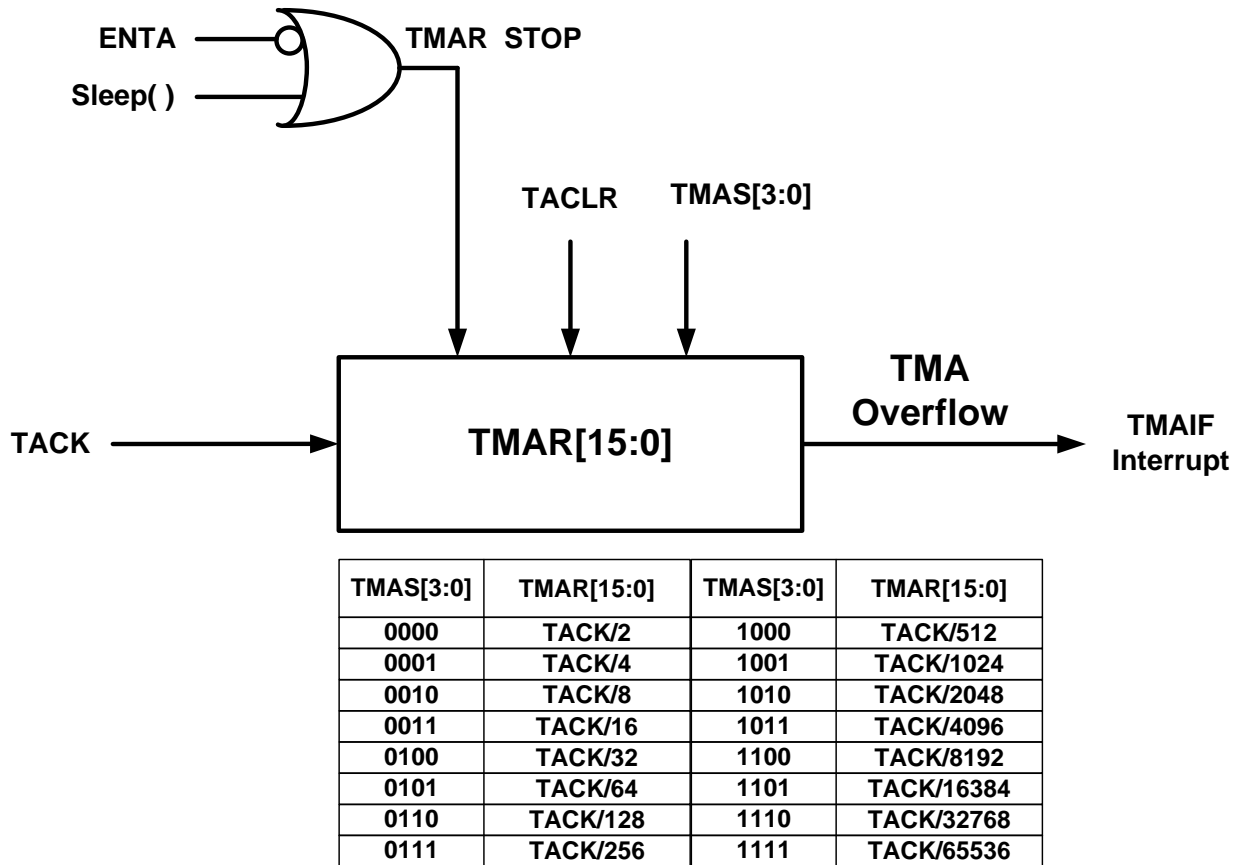 ENTA
TMAR STOP
Sleep( )
TACLR
TMAS[3:0]
TMA
Overflow
TACK
TMAR[15:0]
TMAIF
Interrupt
TMAS[3:0] TMAR[15:0] TMAS[3:0] TMAR[15:0]
0000 TACK/2 1000 TACK/512
0001 TACK/4 1001 TACK/1024
0010 TACK/8 1010 TACK/2048
0011 TACK/16 1011 TACK/4096
0100 TACK/32 1100 TACK/8192
0101 TACK/64 1101 TACK/16384
0110 TACK/128 1110 TACK/32768
0111 TACK/256 1111 TACK/65536